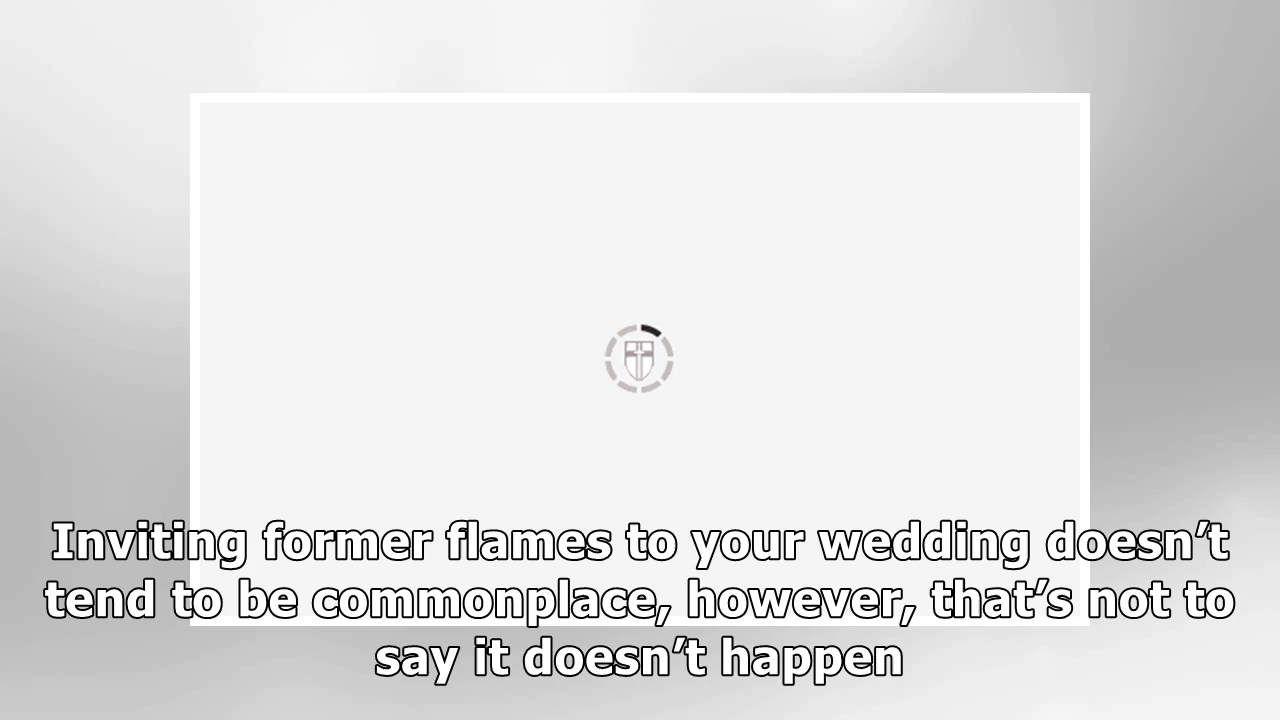 Inviting former flames to your wedding doesn’t
tend to be commonplace, however, that’s not to
say it doesn’t happen